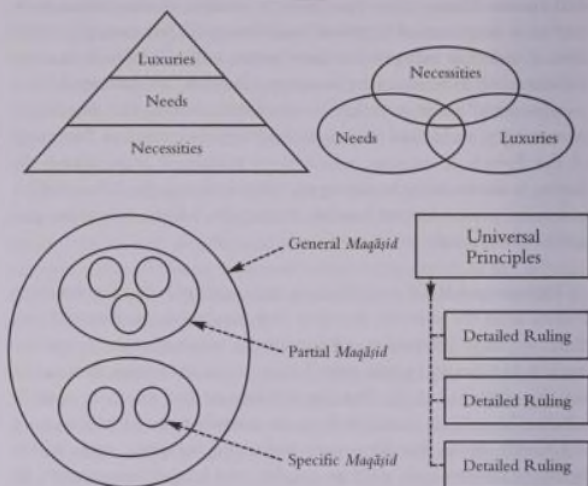 Luxuries
Needs
Necessities
Necessities
Needs
Luxuries
General Maqāṣid
Partial Maqāṣid
Specific Maqāṣid
Universal
Principles
Detailed Ruling
Detailed Ruling
Detailed Ruling